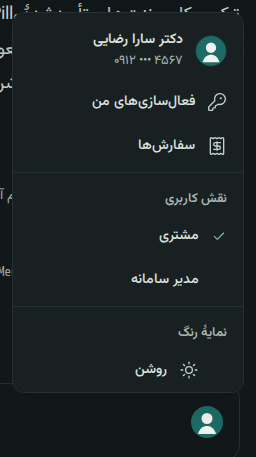 دکتر سارا رضایی
۰۹۱۲ ••• ۴۵۶۷
فعال‌سازی‌های من
سفارش‌ها
نقش کاربری
مشتری
مدیر سامانه
نمایهٔ رنگ
روشن